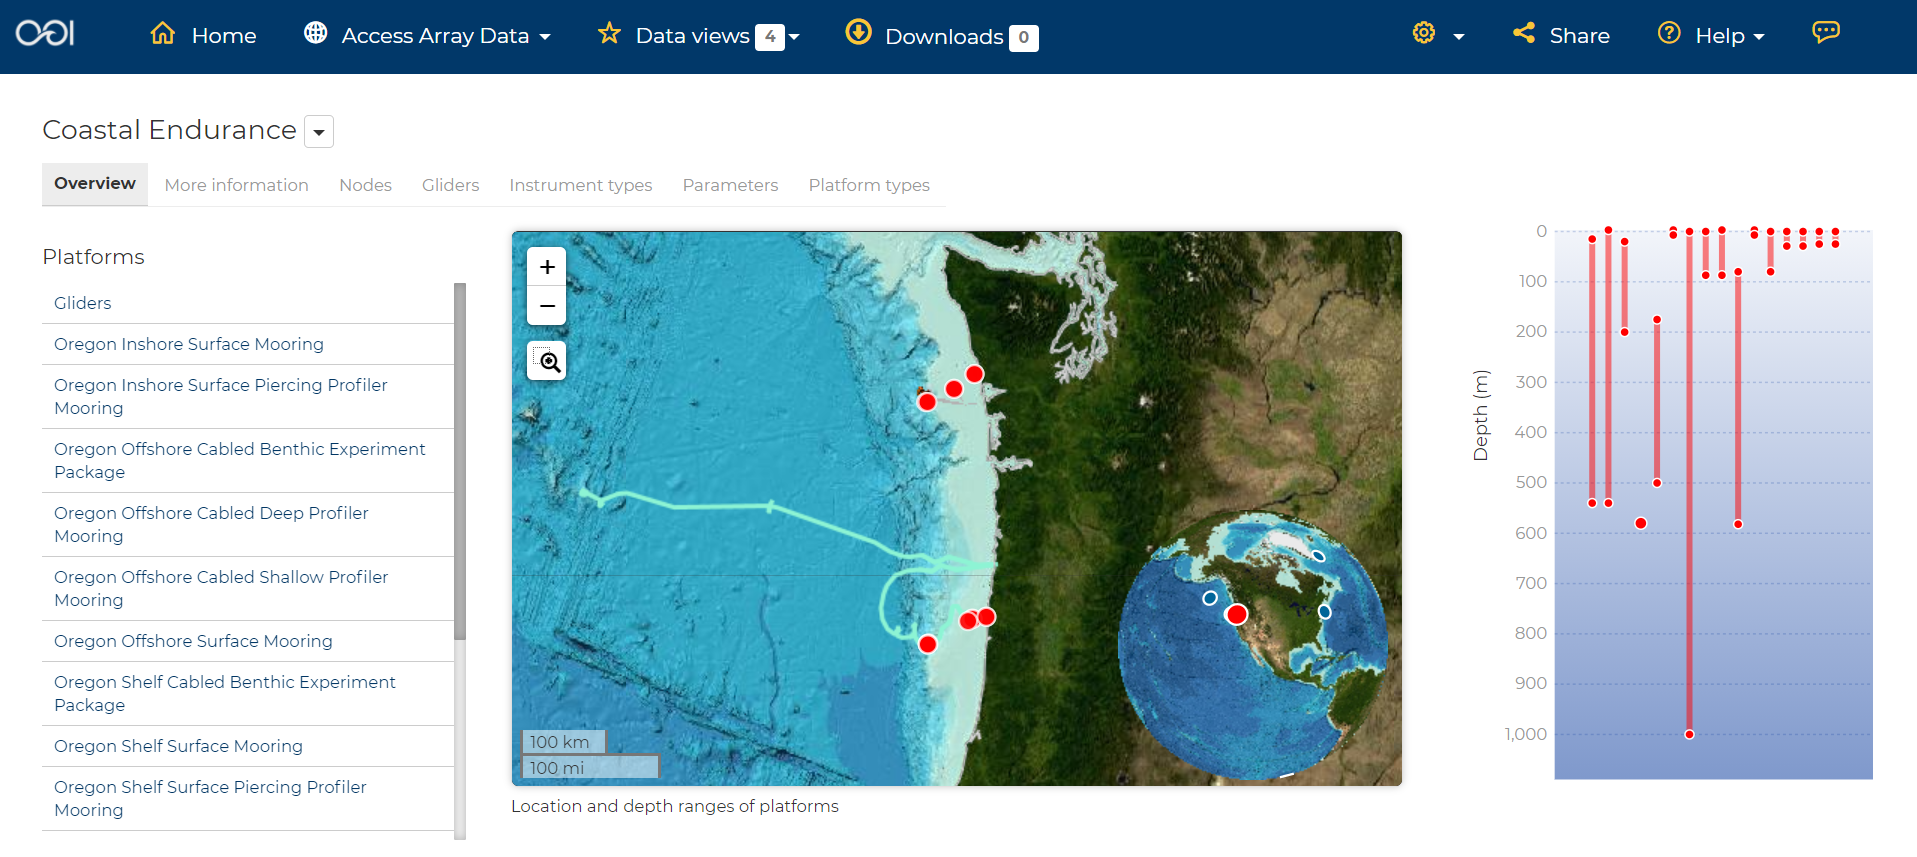 OOI
Home
Access Array Data
Data views 4
Downloads 0
Share
Help
Coastal Endurance
Overview
More information
Nodes
Gliders
Instrument types
Parameters
Platform types
Platforms
Gliders
Oregon Inshore Surface Mooring
Oregon Inshore Surface Piercing Profiler
Mooring
Oregon Offshore Cabled Benthic Experiment
Package
Oregon Offshore Cabled Deep Profiler
Mooring
Oregon Offshore Cabled Shallow Profiler
Mooring
Oregon Offshore Surface Mooring
Oregon Shelf Cabled Benthic Experiment
Package
Oregon Shelf Surface Mooring
Oregon Shelf Surface Piercing Profiler
Mooring
+
−
100 km
100 mi
Location and depth ranges of platforms
Depth (m)
0
100
200
300
400
500
600
700
800
900
1,000